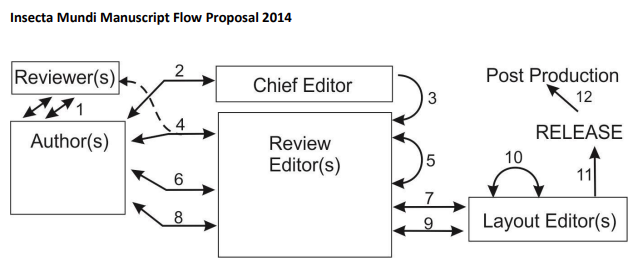 Insecta Mundi Manuscript Flow Proposal 2014
Reviewer(s)
1
Author(s)
2
Chief Editor
3
4
Review
Editor(s)
5
6
7
8
9
Post Production
12
RELEASE
10
11
Layout Editor(s)